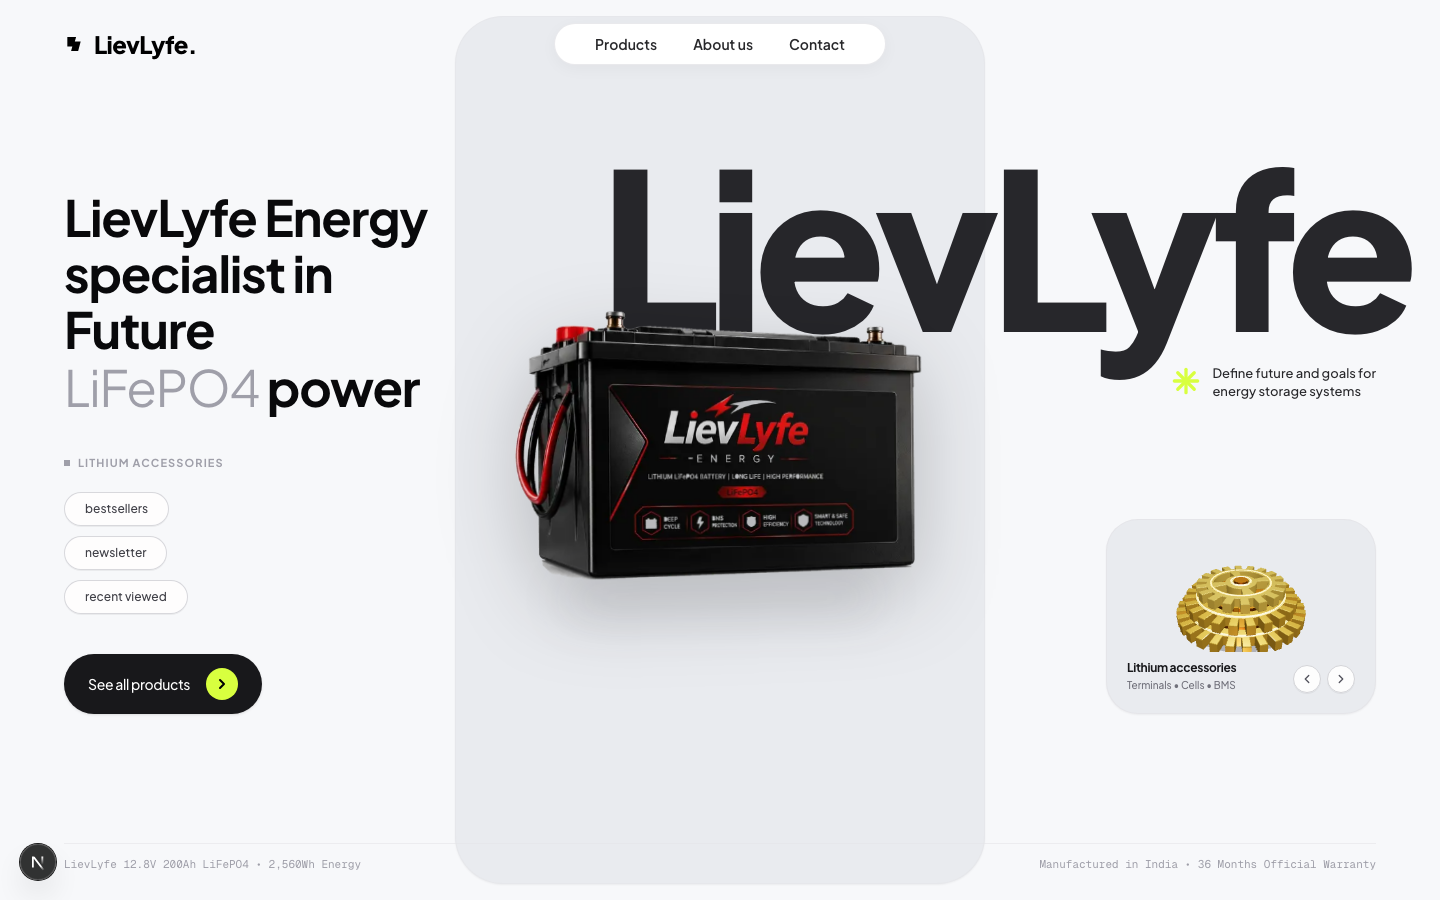 LievLyfe.
Products
About us
Contact
LievLyfe
LievLyfe Energy
specialist in
Future
LiFePO4 power
Define future and goals for
energy storage systems
LievLyfe
-ENERGY
LITHIUM LiFePO4 BATTERY | LONG LIFE | HIGH PERFORMANCE
LiFePO4
DEEP
CYCLE
BMS
PROTECTION
HIGH
EFFICIENCY
SMART & SAFE
TECHNOLOGY
LITHIUM ACCESSORIES
bestsellers
newsletter
recent viewed
See all products
Lithium accessories
Terminals • Cells • BMS
N
LievLyfe 12.8V 200Ah LiFePO4 • 2,560Wh Energy
Manufactured in India • 36 Months Official Warranty